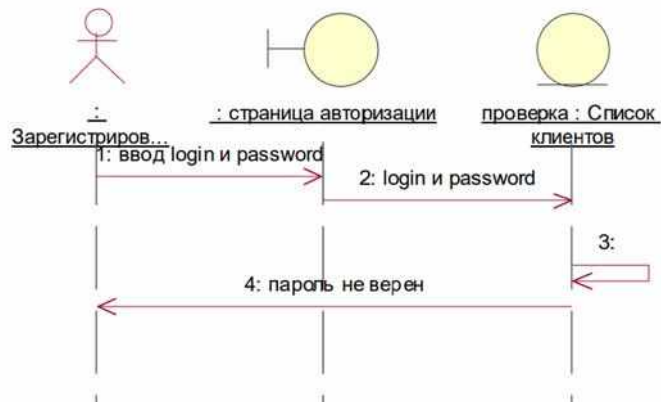 :
Зарегистриров...
: страница авторизации
проверка : Список
клиентов
1: ввод login и password
2: login и password
3:
4: пароль не верен